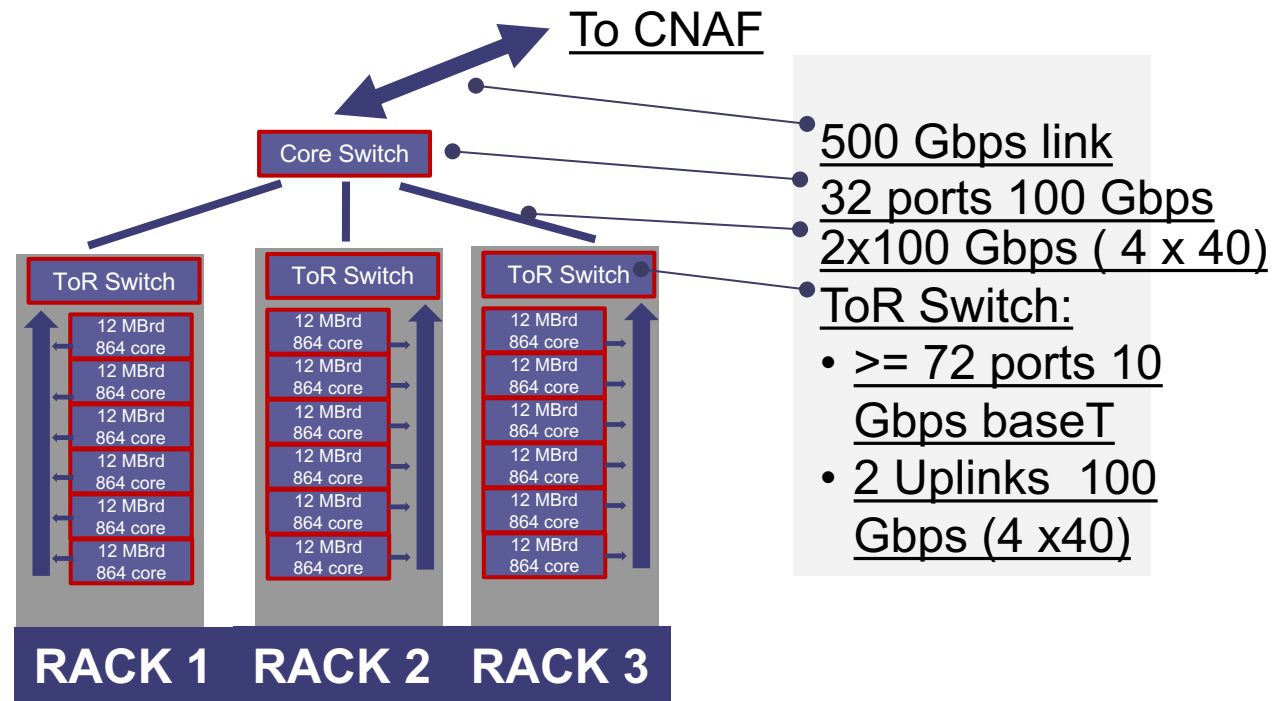 To CNAF
Core Switch
500 Gbps link
32 ports 100 Gbps
2x100 Gbps ( 4 x 40)
ToR Switch:
• >= 72 ports 10
Gbps baseT
• 2 Uplinks 100
Gbps (4 x40)
ToR Switch
12 MBrd
864 core
12 MBrd
864 core
12 MBrd
864 core
12 MBrd
864 core
12 MBrd
864 core
12 MBrd
864 core
RACK 1
ToR Switch
12 MBrd
864 core
12 MBrd
864 core
12 MBrd
864 core
12 MBrd
864 core
12 MBrd
864 core
12 MBrd
864 core
RACK 2
ToR Switch
12 MBrd
864 core
12 MBrd
864 core
12 MBrd
864 core
12 MBrd
864 core
12 MBrd
864 core
12 MBrd
864 core
RACK 3